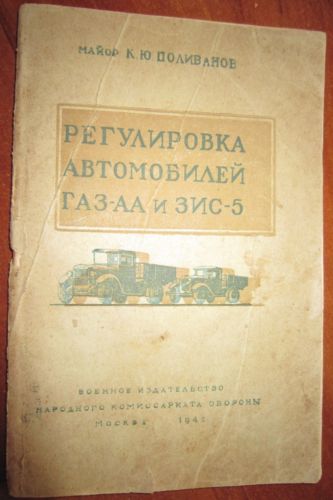 МАЙОР К. Ю. ПОЛИВАНОВ
РЕГУЛИРОВКА
АВТОМОБИЛЕЙ
ГАЗ-АА и ЗИС-5
ВОЕННОЕ ИЗДАТЕЛЬСТВО
НАРОДНОГО КОМИССАРИАТА ОБОРОНЫ
МОСКВА